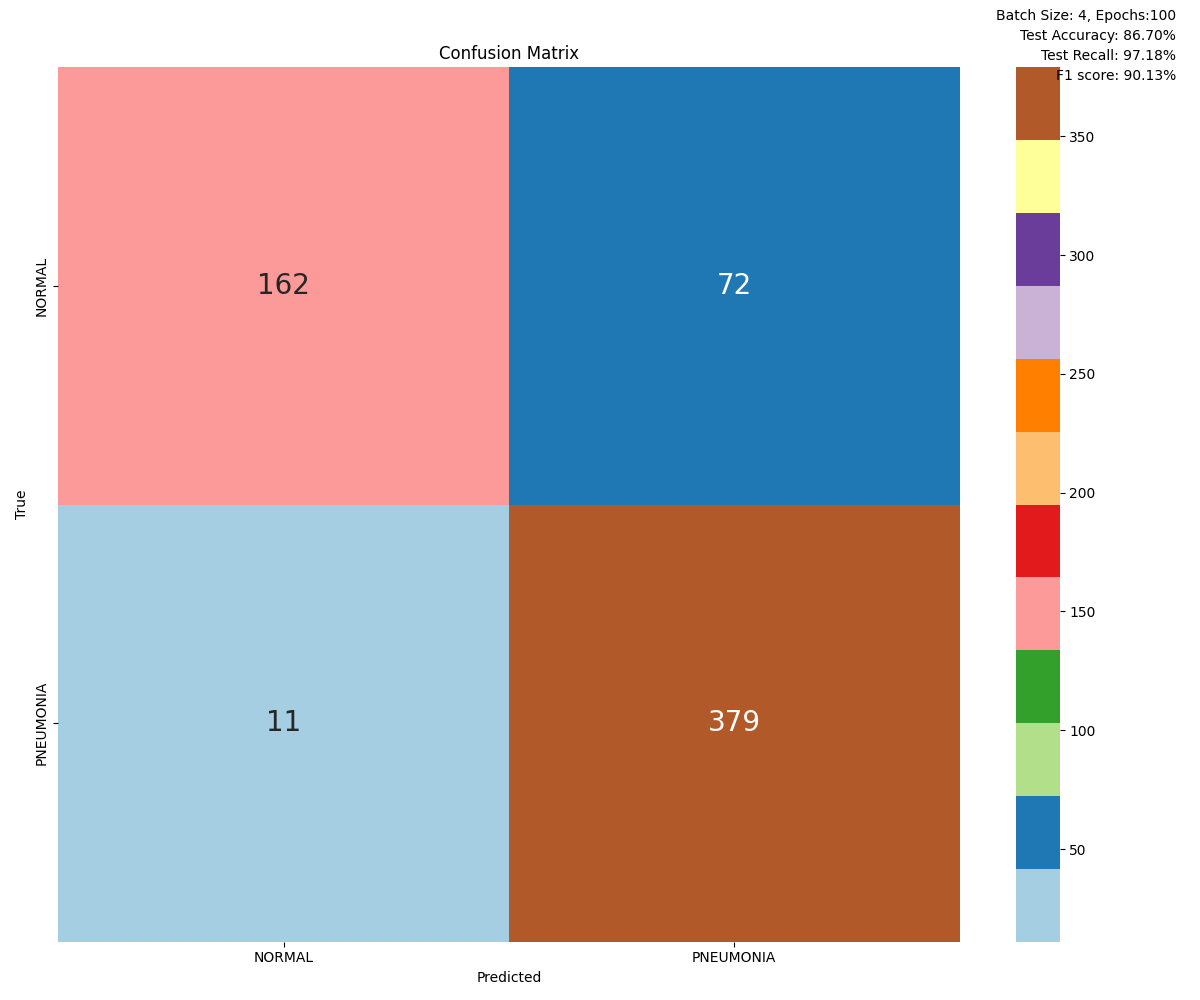 Batch Size: 4, Epochs:100
Test Accuracy: 86.70%
Test Recall: 97.18%
F1 score: 90.13%
Confusion Matrix
True
NORMAL
PNEUMONIA
162
72
11
379
NORMAL
PNEUMONIA
Predicted
350
300
250
200
150
100
50